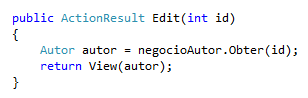 public ActionResult Edit(int id)
{
    Autor autor = negocioAutor.Obter(id);
    return View(autor);
}